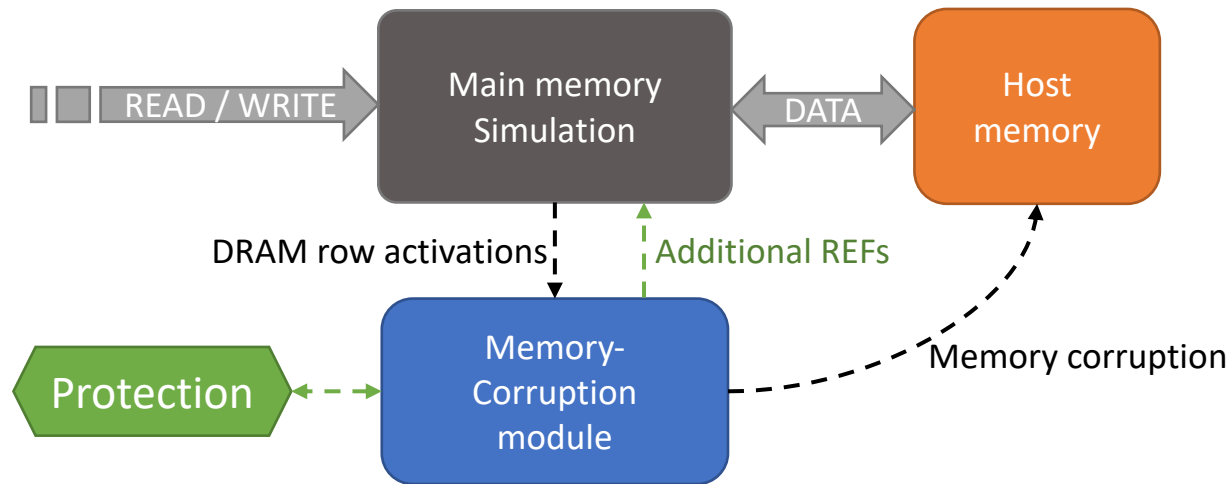 READ / WRITE
Main memory
Simulation
DATA
Host
memory
DRAM row activations
Additional REFs
Protection
Memory-
Corruption
module
Memory corruption